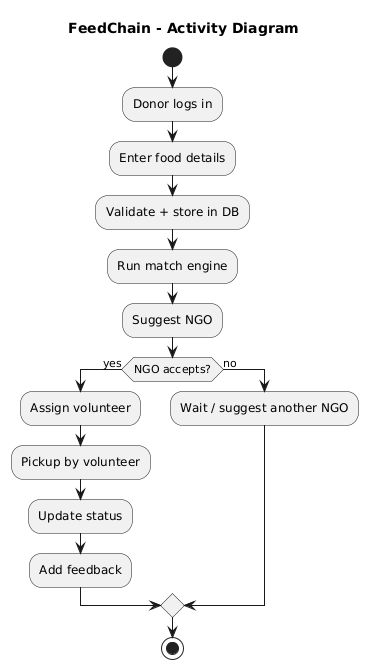 FeedChain - Activity Diagram
Donor logs in
Enter food details
Validate + store in DB
Run match engine
Suggest NGO
yes
NGO accepts?
no
Assign volunteer
Wait / suggest another NGO
Pickup by volunteer
Update status
Add feedback